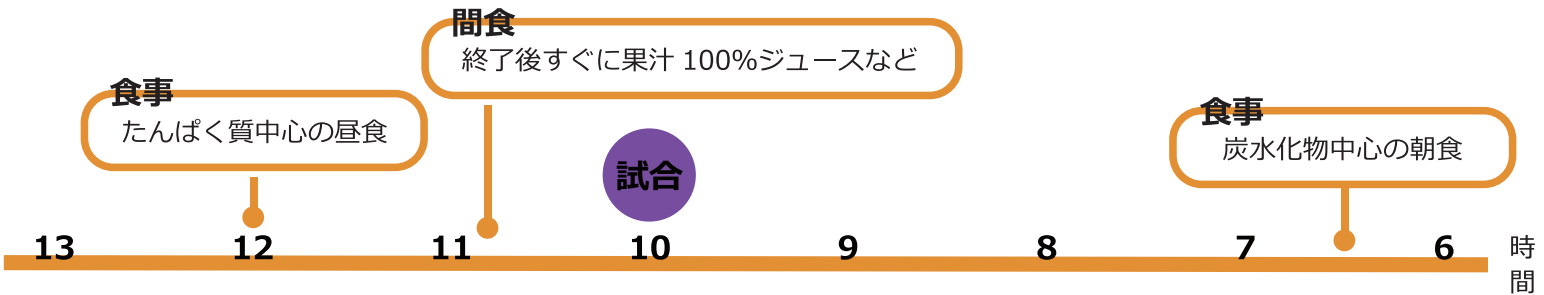 間食
終了後すぐに果汁 100%ジュースなど
食事
たんぱく質中心の昼食
食事
炭水化物中心の朝食
試合
13 12 11 10 9 8 7 6 時
間